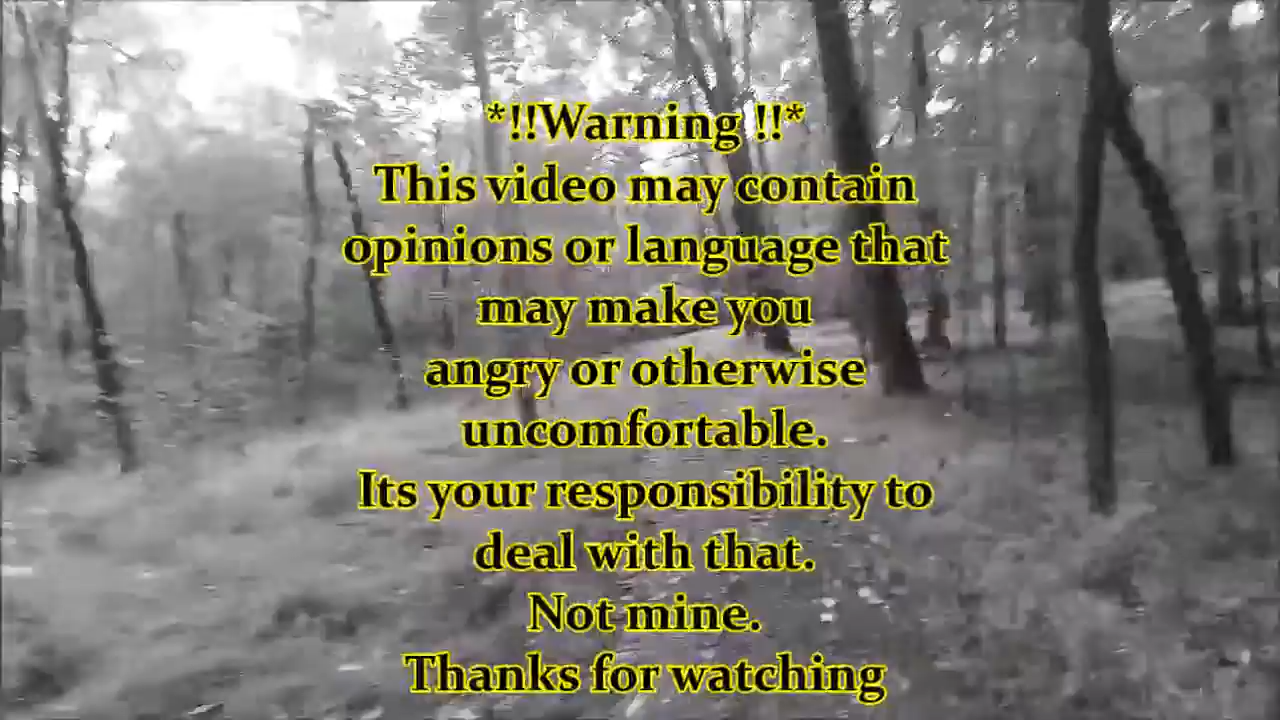 *!!Warning !!*
This video may contain
opinions or language that
may make you
angry or otherwise
uncomfortable.
Its your responsibility to
deal with that.
Not mine.
Thanks for watching